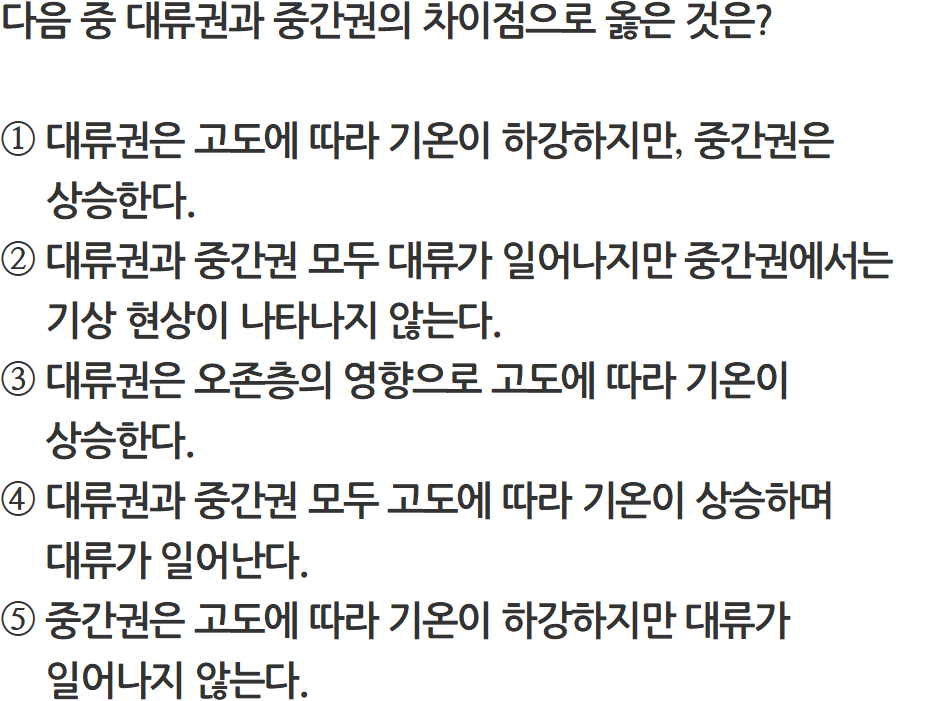 다음 중 대류권과 중간권의 차이점으로 옳은 것은?
① 대류권은 고도에 따라 기온이 하강하지만, 중간권은
상승한다.
② 대류권과 중간권 모두 대류가 일어나지만 중간권에서는
기상 현상이 나타나지 않는다.
③ 대류권은 오존층의 영향으로 고도에 따라 기온이
상승한다.
④ 대류권과 중간권 모두 고도에 따라 기온이 상승하며
대류가 일어난다.
⑤ 중간권은 고도에 따라 기온이 하강하지만 대류가
일어나지 않는다.